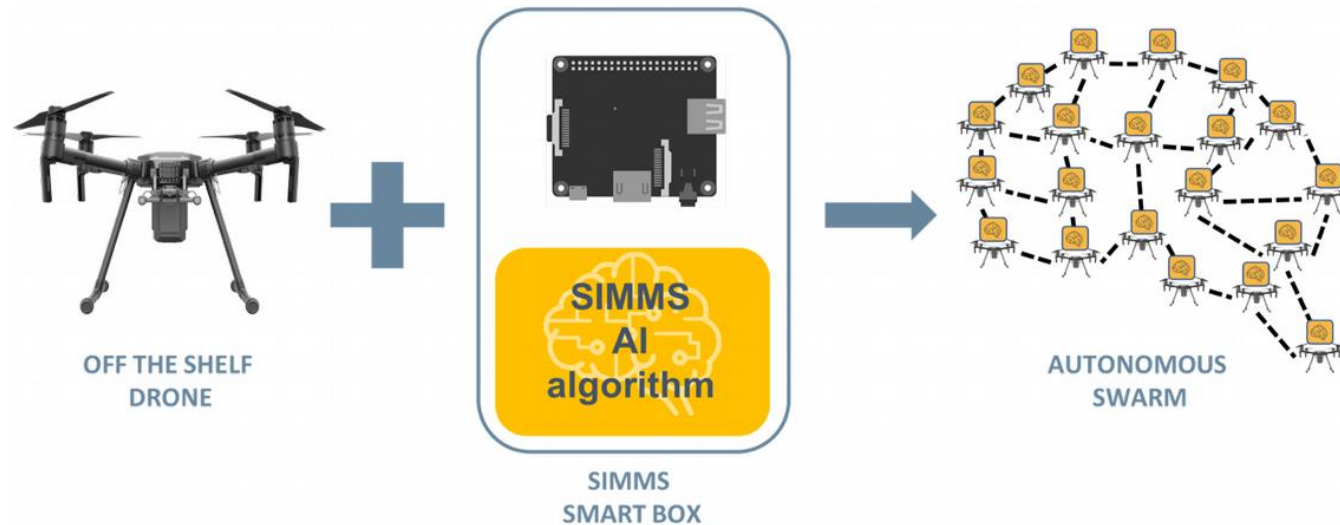 SIMMS
AI
algorithm
OFF THE SHELF
DRONE
SIMMS
SMART BOX
AUTONOMOUS
SWARM